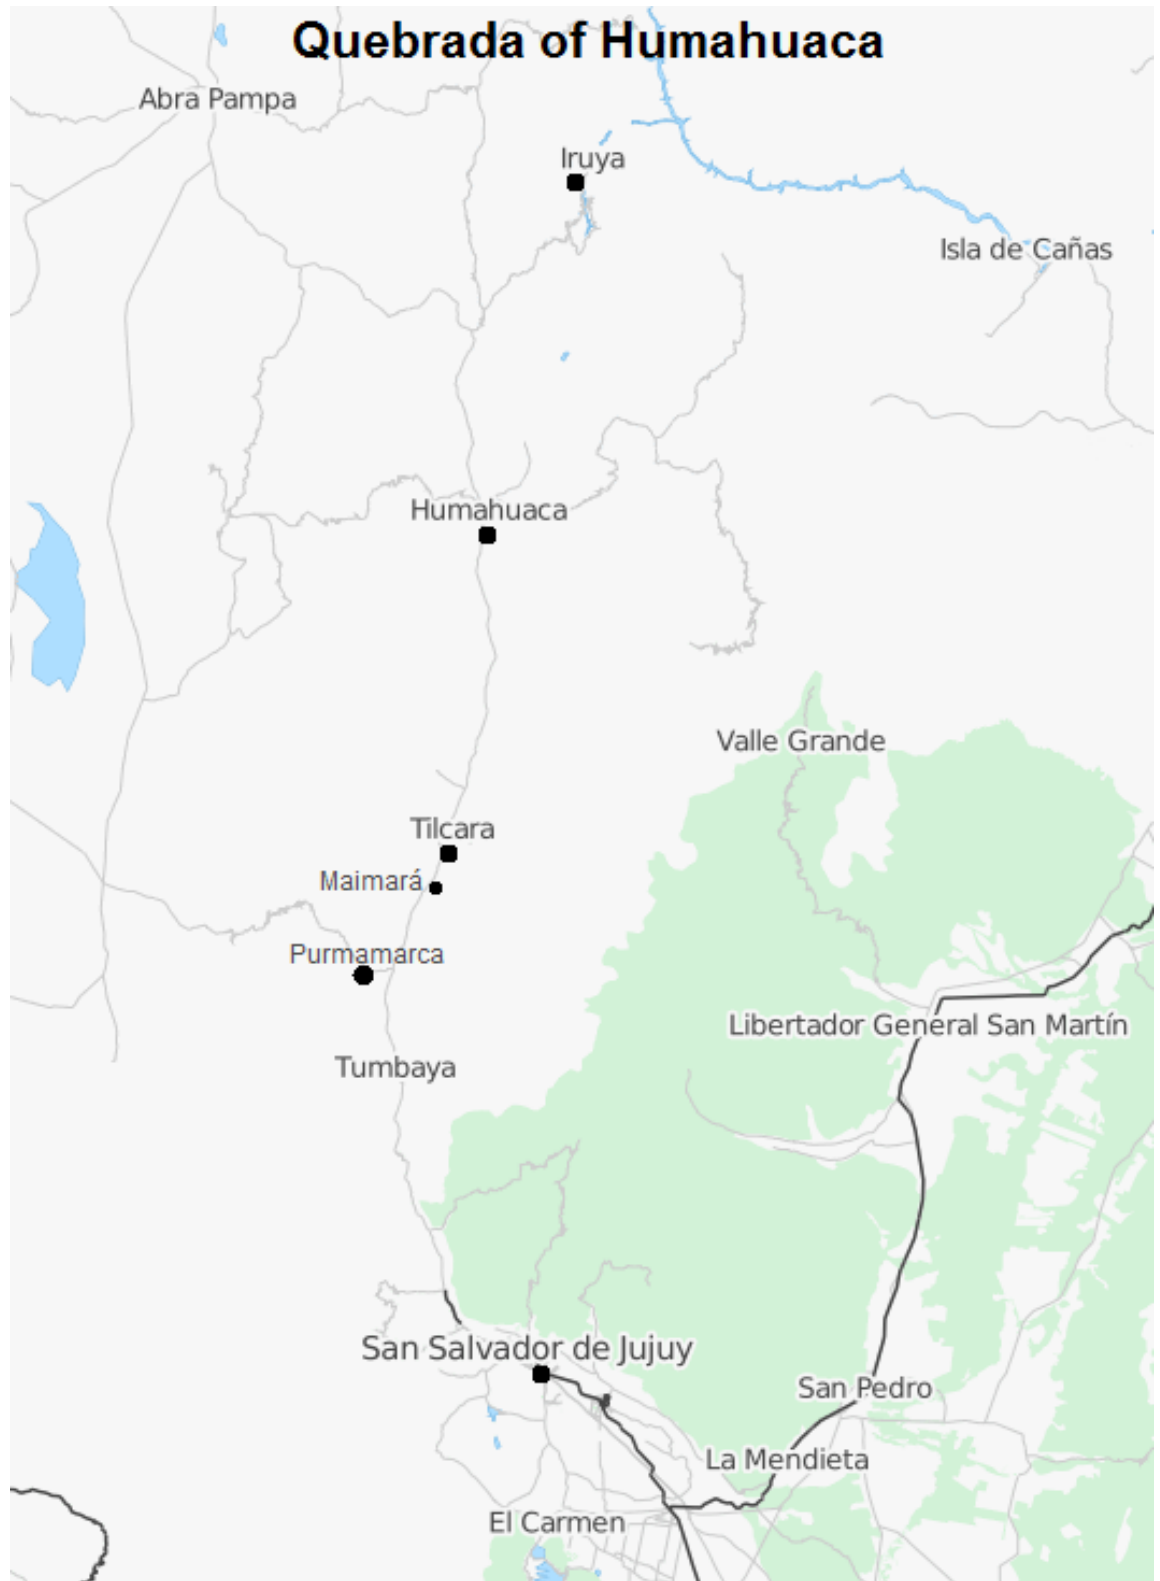 Quebrada of Humahuaca
Abra Pampa
Iruya
Isla de Cañas
Humahuaca
Valle Grande
Tilcara
Maimará
Purmamarca
Libertador General San Martín
Tumbaya
San Salvador de Jujuy
San Pedro
La Mendieta
El Carmen